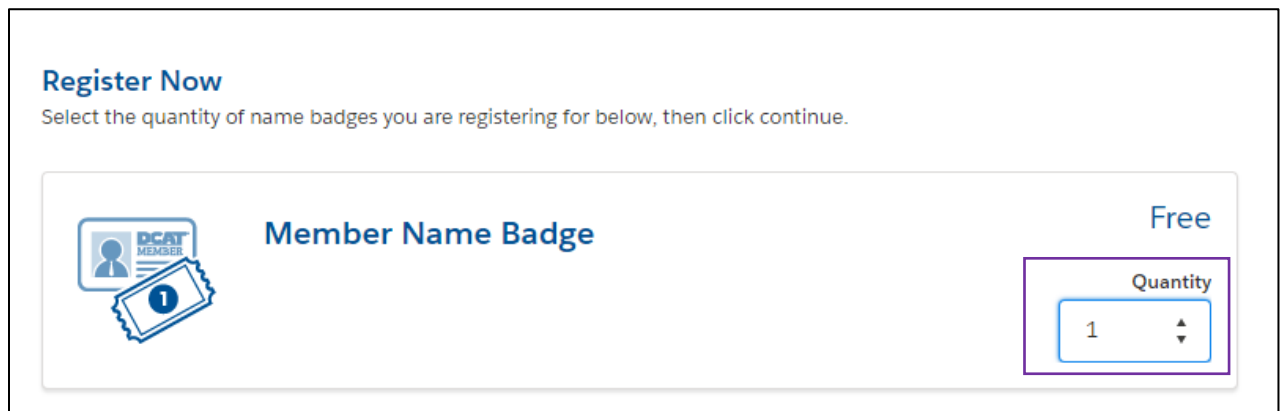 Register Now
Select the quantity of name badges you are registering for below, then click continue.
DCAT
MEMBER
1
Member Name Badge
Free
Quantity
1